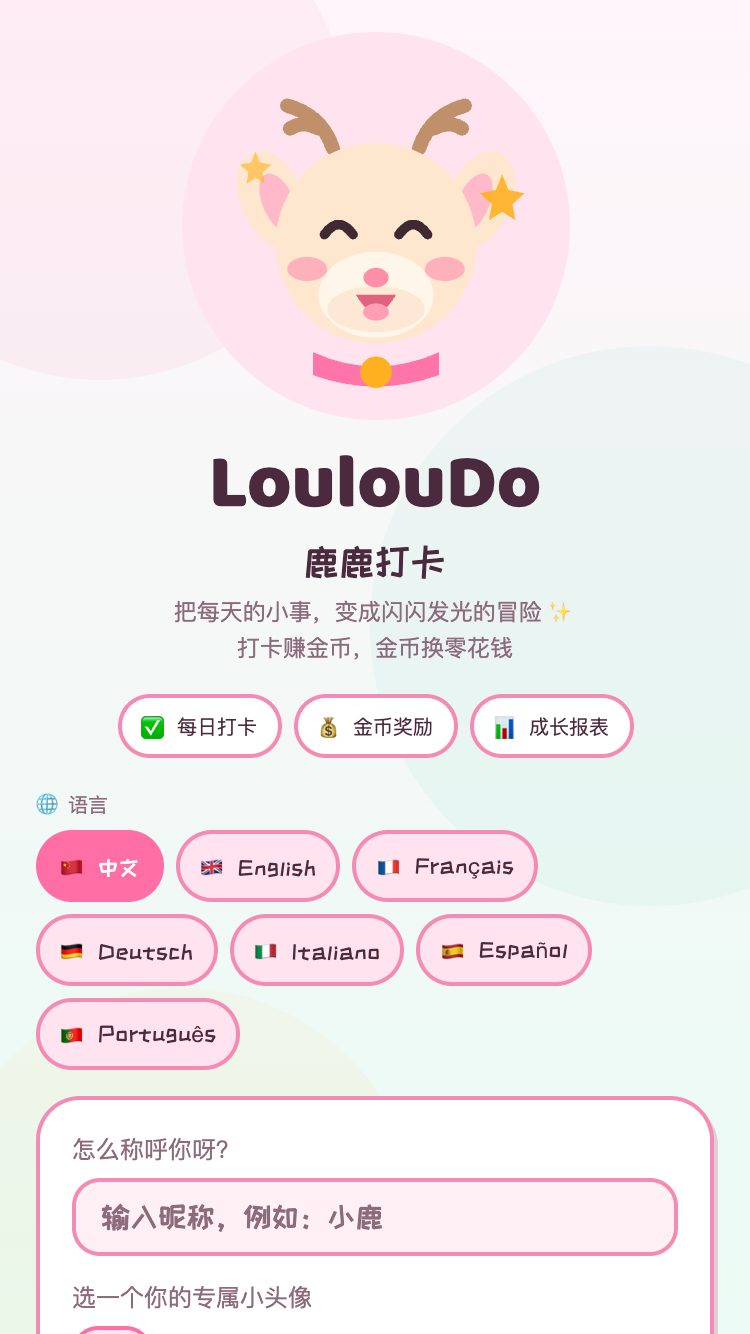 LoulouDo
鹿鹿打卡
把每天的小事，变成闪闪发光的冒险 ✨
打卡赚金币，金币换零花钱
✅ 每日打卡 💰 金币奖励 📊 成长报表
🌐 语言
🇨🇳 中文 🇬🇧 English 🇫🇷 Français
🇩🇪 Deutsch 🇮🇹 Italiano 🇪🇸 Español
🇵🇹 Português
怎么称呼你呀?
输入昵称，例如：小鹿
选一个你的专属小头像